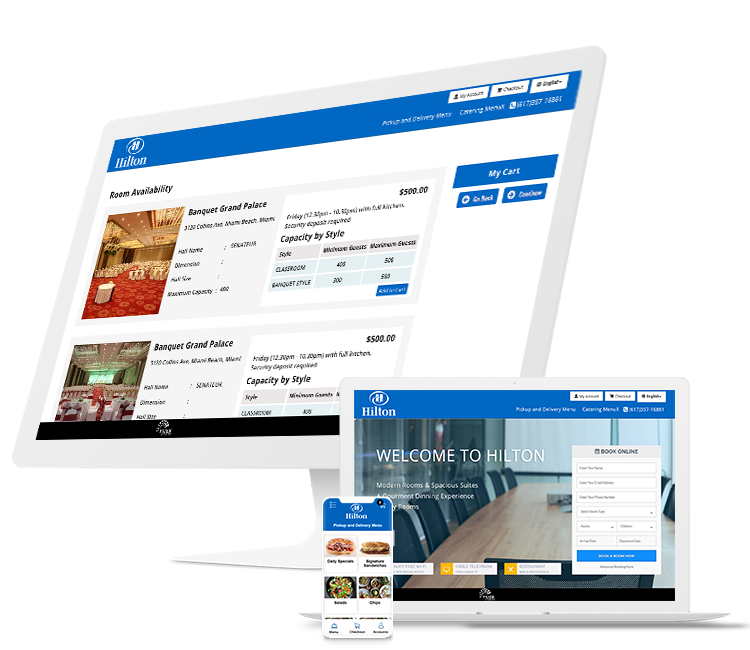 My Account
Checkout
English
Pickup and Delivery Menu
Catering MenuX
(617)357-16861
Hilton
Room Availability
My Cart
Go Back
Continue
Banquet Grand Palace
3120 Collins Ave, Miami Beach, Miami
Hall Name : SENATEUR
Dimension :
Hall Size :
Maximum Capacity : 400
$500.00
Friday (12.30pm - 10.30pm) with full kitchen.
Security deposit required
Capacity by Style
Style Minimum Guests Maximum Guests
CLASSROOM 400 500
BANQUET STYLE 300 500
Add to Cart
Banquet Grand Palace
3120 Collins Ave, Miami Beach, Miami
Hall Name : SENATEUR
Dimension :
Hall Size :
$500.00
Friday (12.30pm - 10.30pm) with full kitchen.
Security deposit required
Capacity by Style
Style Minimum Guests
CLASSROOM 400
Hilton
My Account
Checkout
English
Pickup and Delivery Menu
Catering MenuX
(617)357-16861
WELCOME TO HILTON
Modern Rooms & Spacious Suites
A Gourment Dinning Experience
Rooms
BOOK ONLINE
Enter Your Name
Enter Your Email Address
Enter Your Phone Number
Select Room Type
-Adults-
-Children-
Arrival Date
Departure Date
BOOK A ROOM NOW
Advanced Booking Form
FREE WI-FI
CABLE TELEVISION
RESTAURANT
Hilton
Pickup and Delivery Menu
Daily Specials
Signature Sandwiches
Salads
Chips
Menu
Checkout
Accounts